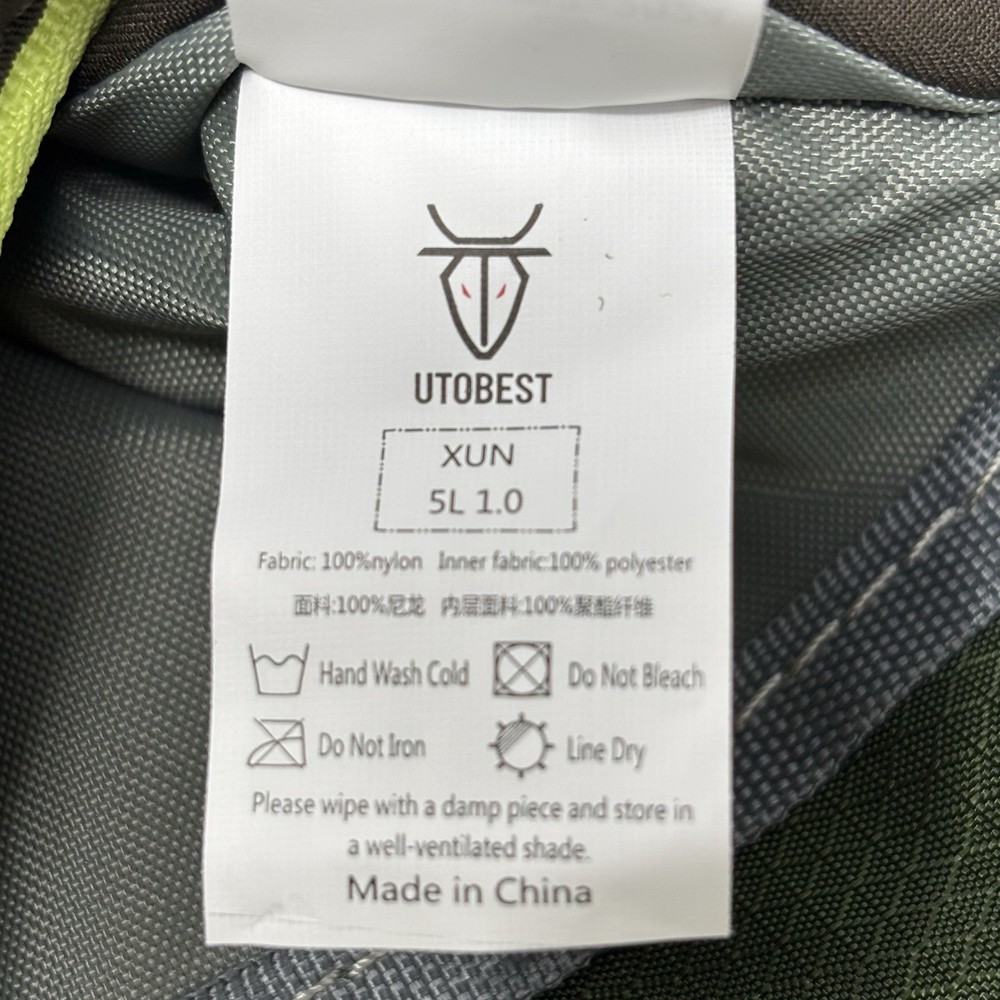 UTOBEST
XUN
5L 1.0
Fabric: 100%nylon Inner fabric:100% polyester
面料:100%尼龙 内层面料:100%聚酯纤维
Hand Wash Cold Do Not Bleach
Do Not Iron Line Dry
Please wipe with a damp piece and store in
a well-ventilated shade.
Made in China